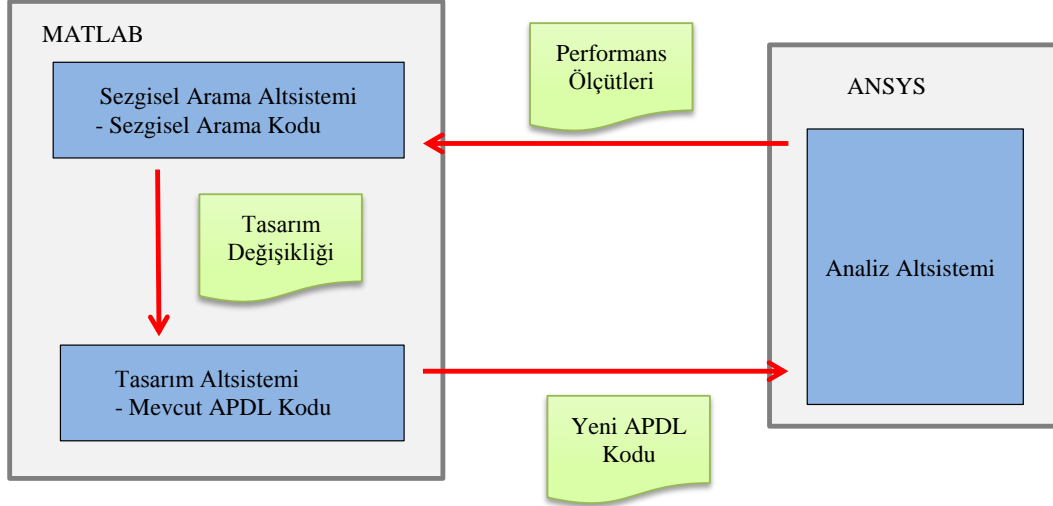 MATLAB
Sezgisel Arama Altsistemi
- Sezgisel Arama Kodu
Tasarım
Değişikliği
Tasarım Altsistemi
- Mevcut APDL Kodu
Performans
Ölçütleri
Yeni APDL
Kodu
ANSYS
Analiz Altsistemi